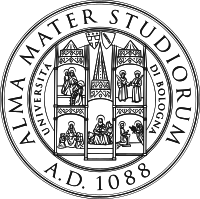 ALMA MATER STUDIORUM
A.D. 1088
UNIVERSITÀ
DI BOLOGNA